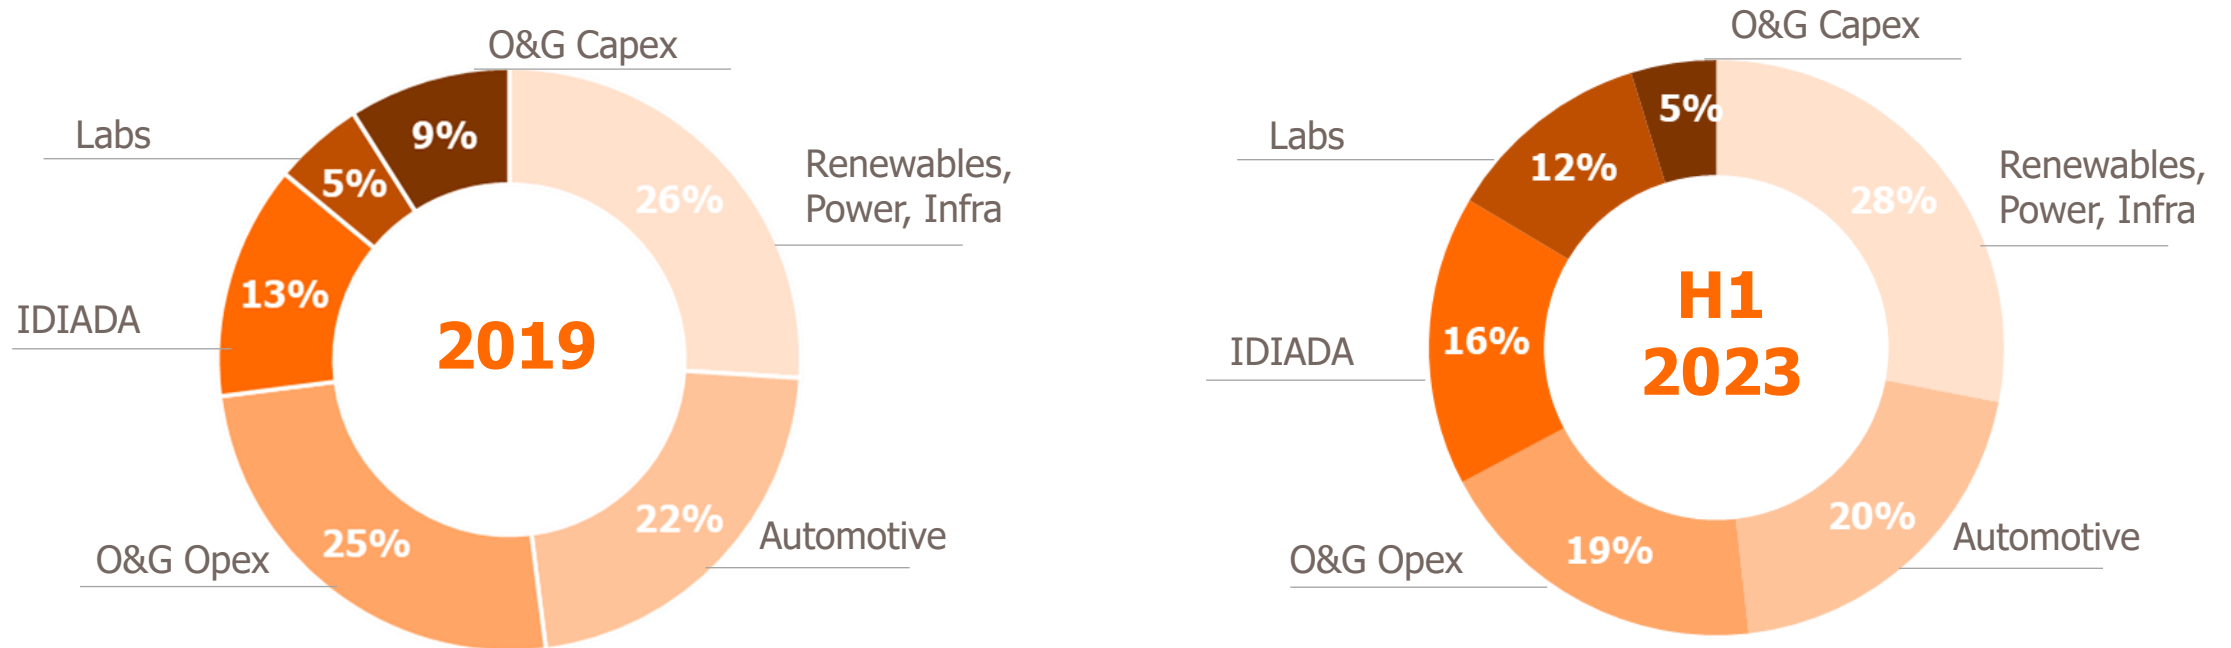 O&G Capex
9%
Labs
5%
Renewables,
Power, Infra
26%
13%
IDIADA
2019
22%
Automotive
25%
O&G Opex
O&G Capex
5%
Labs
12%
Renewables,
Power, Infra
28%
H1
2023
16%
IDIADA
20%
Automotive
19%
O&G Opex